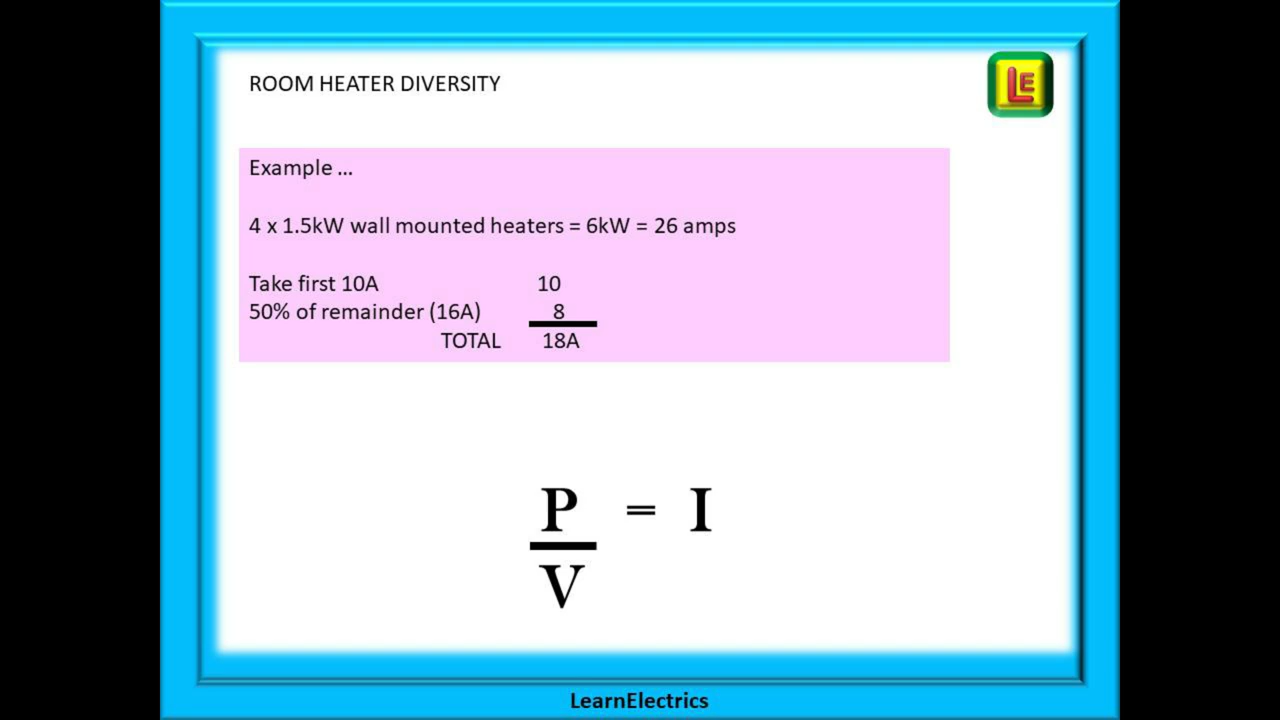 ROOM HEATER DIVERSITY
LE
Example ...
4 x 1.5kW wall mounted heaters = 6kW = 26 amps
Take first 10A 10
50% of remainder (16A) 8
TOTAL 18A
P = I
V
LearnElectrics